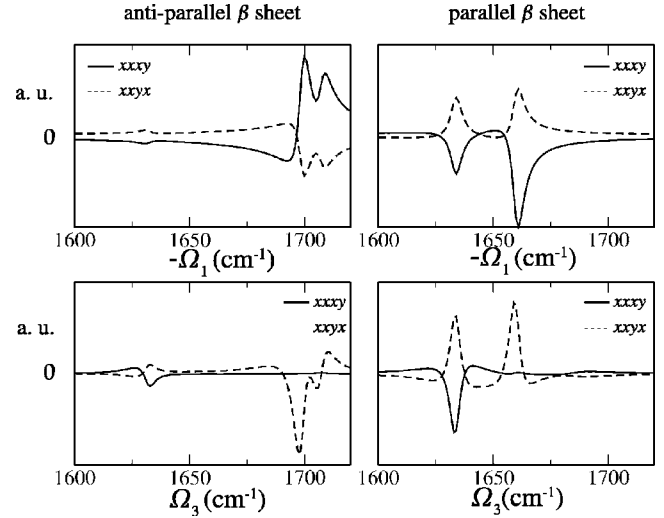 anti-parallel β sheet
parallel β sheet
xxxy
xxyx
xxxy
xxyx
a. u.
0
1600 1650 1700
-Ω1 (cm-1)
1600 1650 1700
-Ω1 (cm-1)
xxxy
xxyx
xxxy
xxyx
a. u.
0
1600 1650 1700
Ω3 (cm-1)
1600 1650 1700
Ω3 (cm-1)